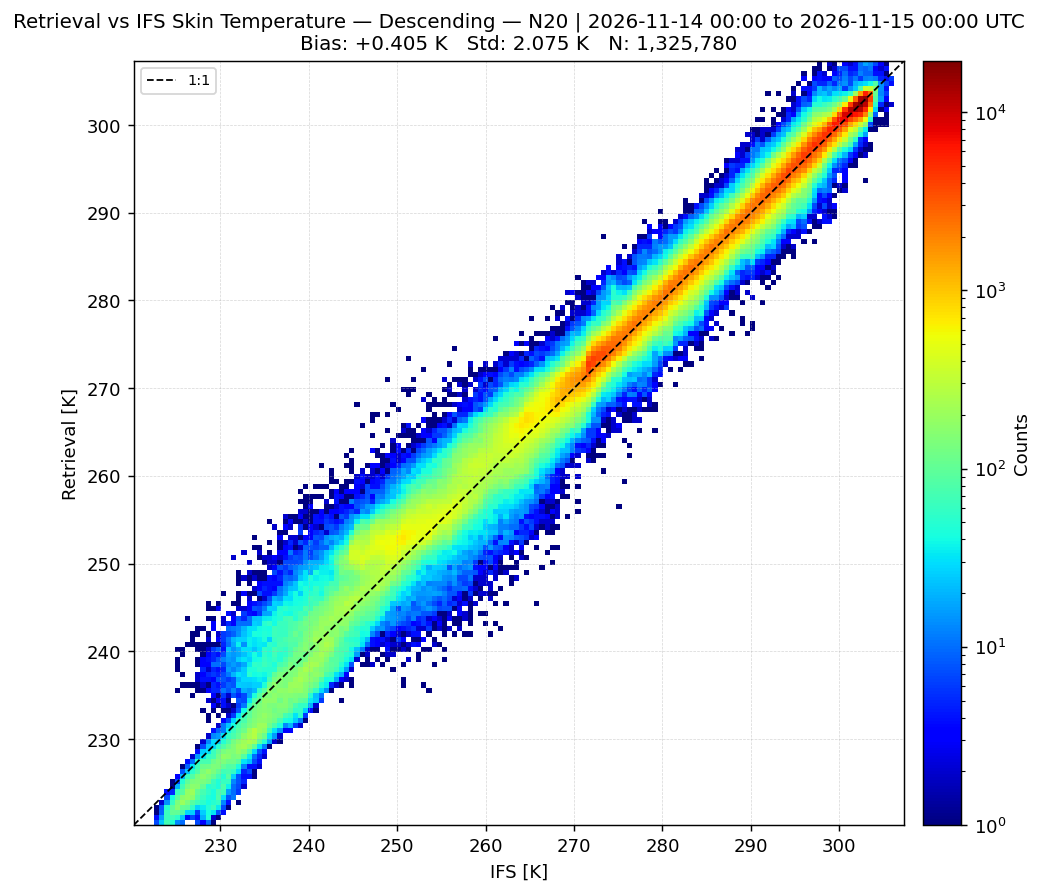 Retrieval vs IFS Skin Temperature — Descending — N20 | 2026-11-14 00:00 to 2026-11-15 00:00 UTC
Bias: +0.405 K   Std: 2.075 K   N: 1,325,780
1:1
300
290
280
270
260
250
240
230
Retrieval [K]
230 240 250 260 270 280 290 300
IFS [K]
10^4
10^3
10^2
10^1
10^0
Counts